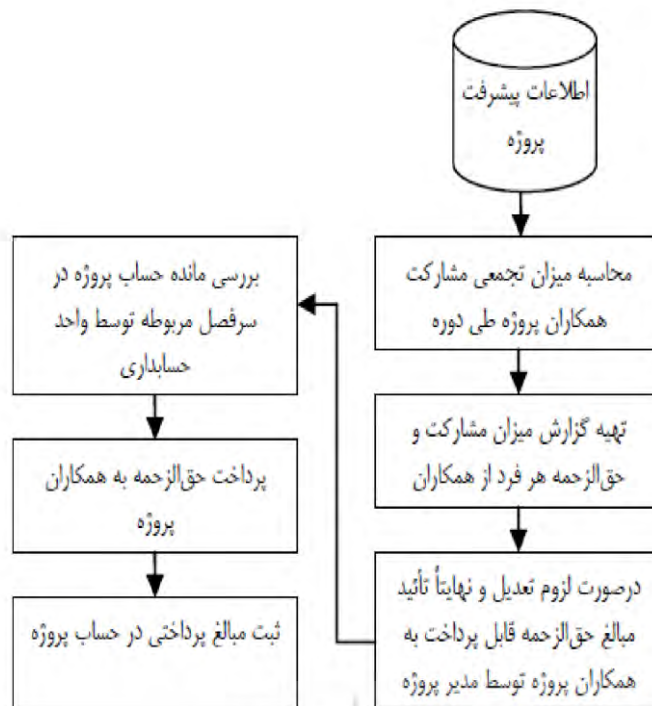 اطلاعات پیشرفت
پروژه
محاسبه میزان تجمعی مشارکت
همکاران پروژه طی دوره
تهیه گزارش میزان مشارکت و
حق‌الزحمه هر فرد از همکاران
درصورت لزوم تعدیل و نهایتاً تأئید
مبالغ حق‌الزحمه قابل پرداخت به
همکاران پروژه توسط مدیر پروژه
بررسی مانده حساب پروژه در
سرفصل مربوطه توسط واحد
حسابداری
پرداخت حق‌الزحمه به همکاران
پروژه
ثبت مبالغ پرداختی در حساب پروژه